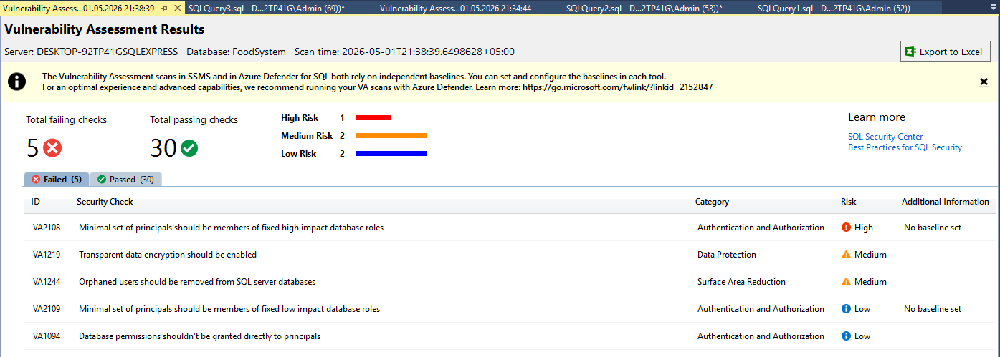 Vulnerability Assess...01.05.2026 21:38:39 SQLQuery3.sql - D...2TP41G\Admin (69))* Vulnerability Assess...01.05.2026 21:34:44 SQLQuery2.sql - D...2TP41G\Admin (53))* SQLQuery1.sql - D...2TP41G\Admin (52))
Vulnerability Assessment Results
Server: DESKTOP-92TP41GSQLEXPRESS Database: FoodSystem Scan time: 2026-05-01T21:38:39.6498628+05:00 Export to Excel
The Vulnerability Assessment scans in SSMS and in Azure Defender for SQL both rely on independent baselines. You can set and configure the baselines in each tool.
For an optimal experience and advanced capabilities, we recommend running your VA scans with Azure Defender. Learn more: https://go.microsoft.com/fwlink/?linkid=2152847
Total failing checks
5
Total passing checks
30
High Risk 1
Medium Risk 2
Low Risk 2
Learn more
SQL Security Center
Best Practices for SQL Security
Failed (5) Passed (30)
ID Security Check Category Risk Additional Information
VA2108 Minimal set of principals should be members of fixed high impact database roles Authentication and Authorization High No baseline set
VA1219 Transparent data encryption should be enabled Data Protection Medium
VA1244 Orphaned users should be removed from SQL server databases Surface Area Reduction Medium
VA2109 Minimal set of principals should be members of fixed low impact database roles Authentication and Authorization Low No baseline set
VA1094 Database permissions shouldn't be granted directly to principals Authentication and Authorization Low